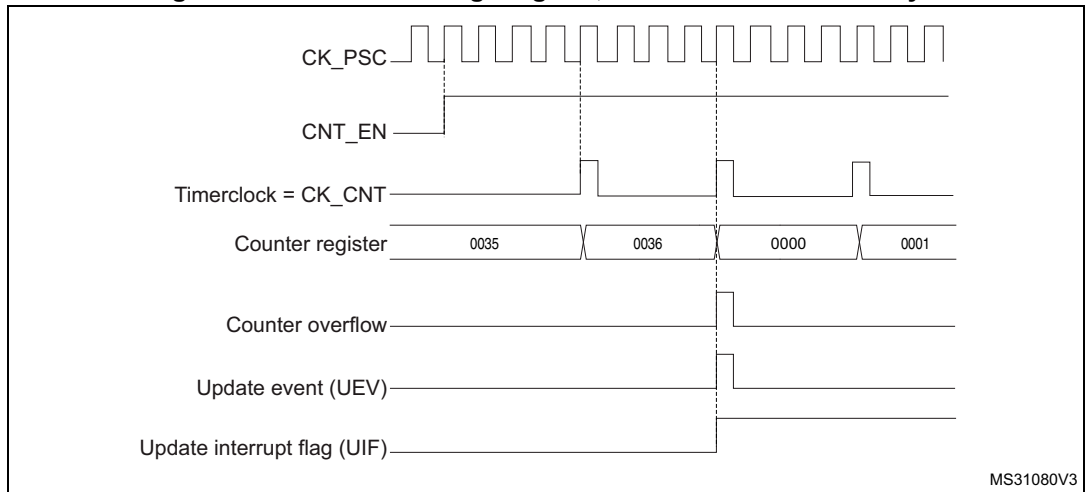 CK_PSC
CNT_EN
Timerclock = CK_CNT
Counter register 0035 0036 0000 0001
Counter overflow
Update event (UEV)
Update interrupt flag (UIF)
MS31080V3